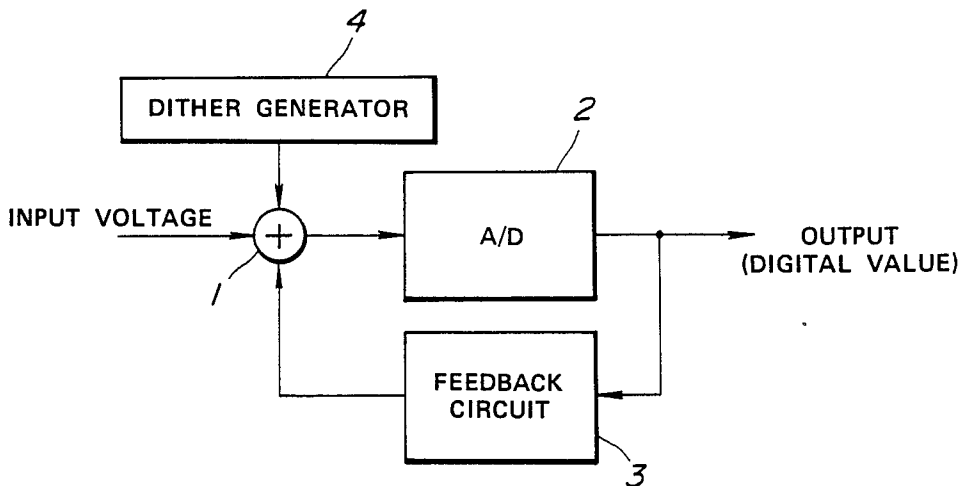 4
DITHER GENERATOR
2
INPUT VOLTAGE
+
A/D
OUTPUT
(DIGITAL VALUE)
1
FEEDBACK
CIRCUIT
3